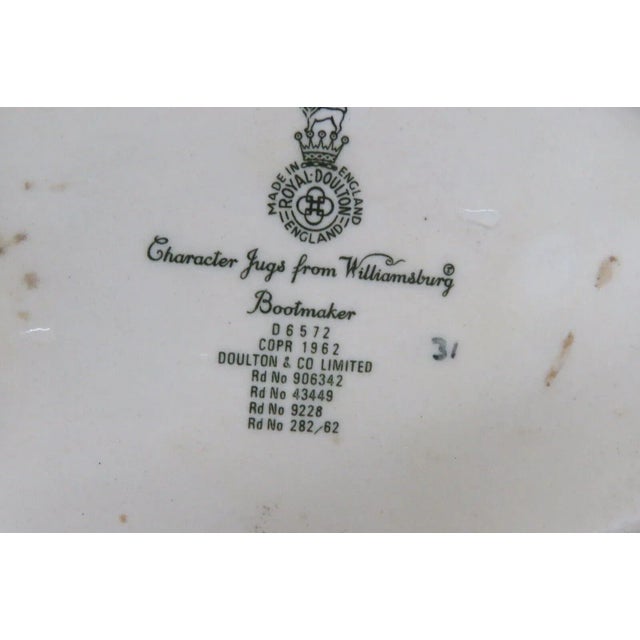 MADE IN ENGLAND
ROYAL·DOULTON
ENGLAND
Character Jugs from Williamsburg ®
Bootmaker
D 6572
COPR 1962
DOULTON & CO LIMITED
Rd No 906342
Rd No 43449
Rd No 9228
Rd No 282/62
31